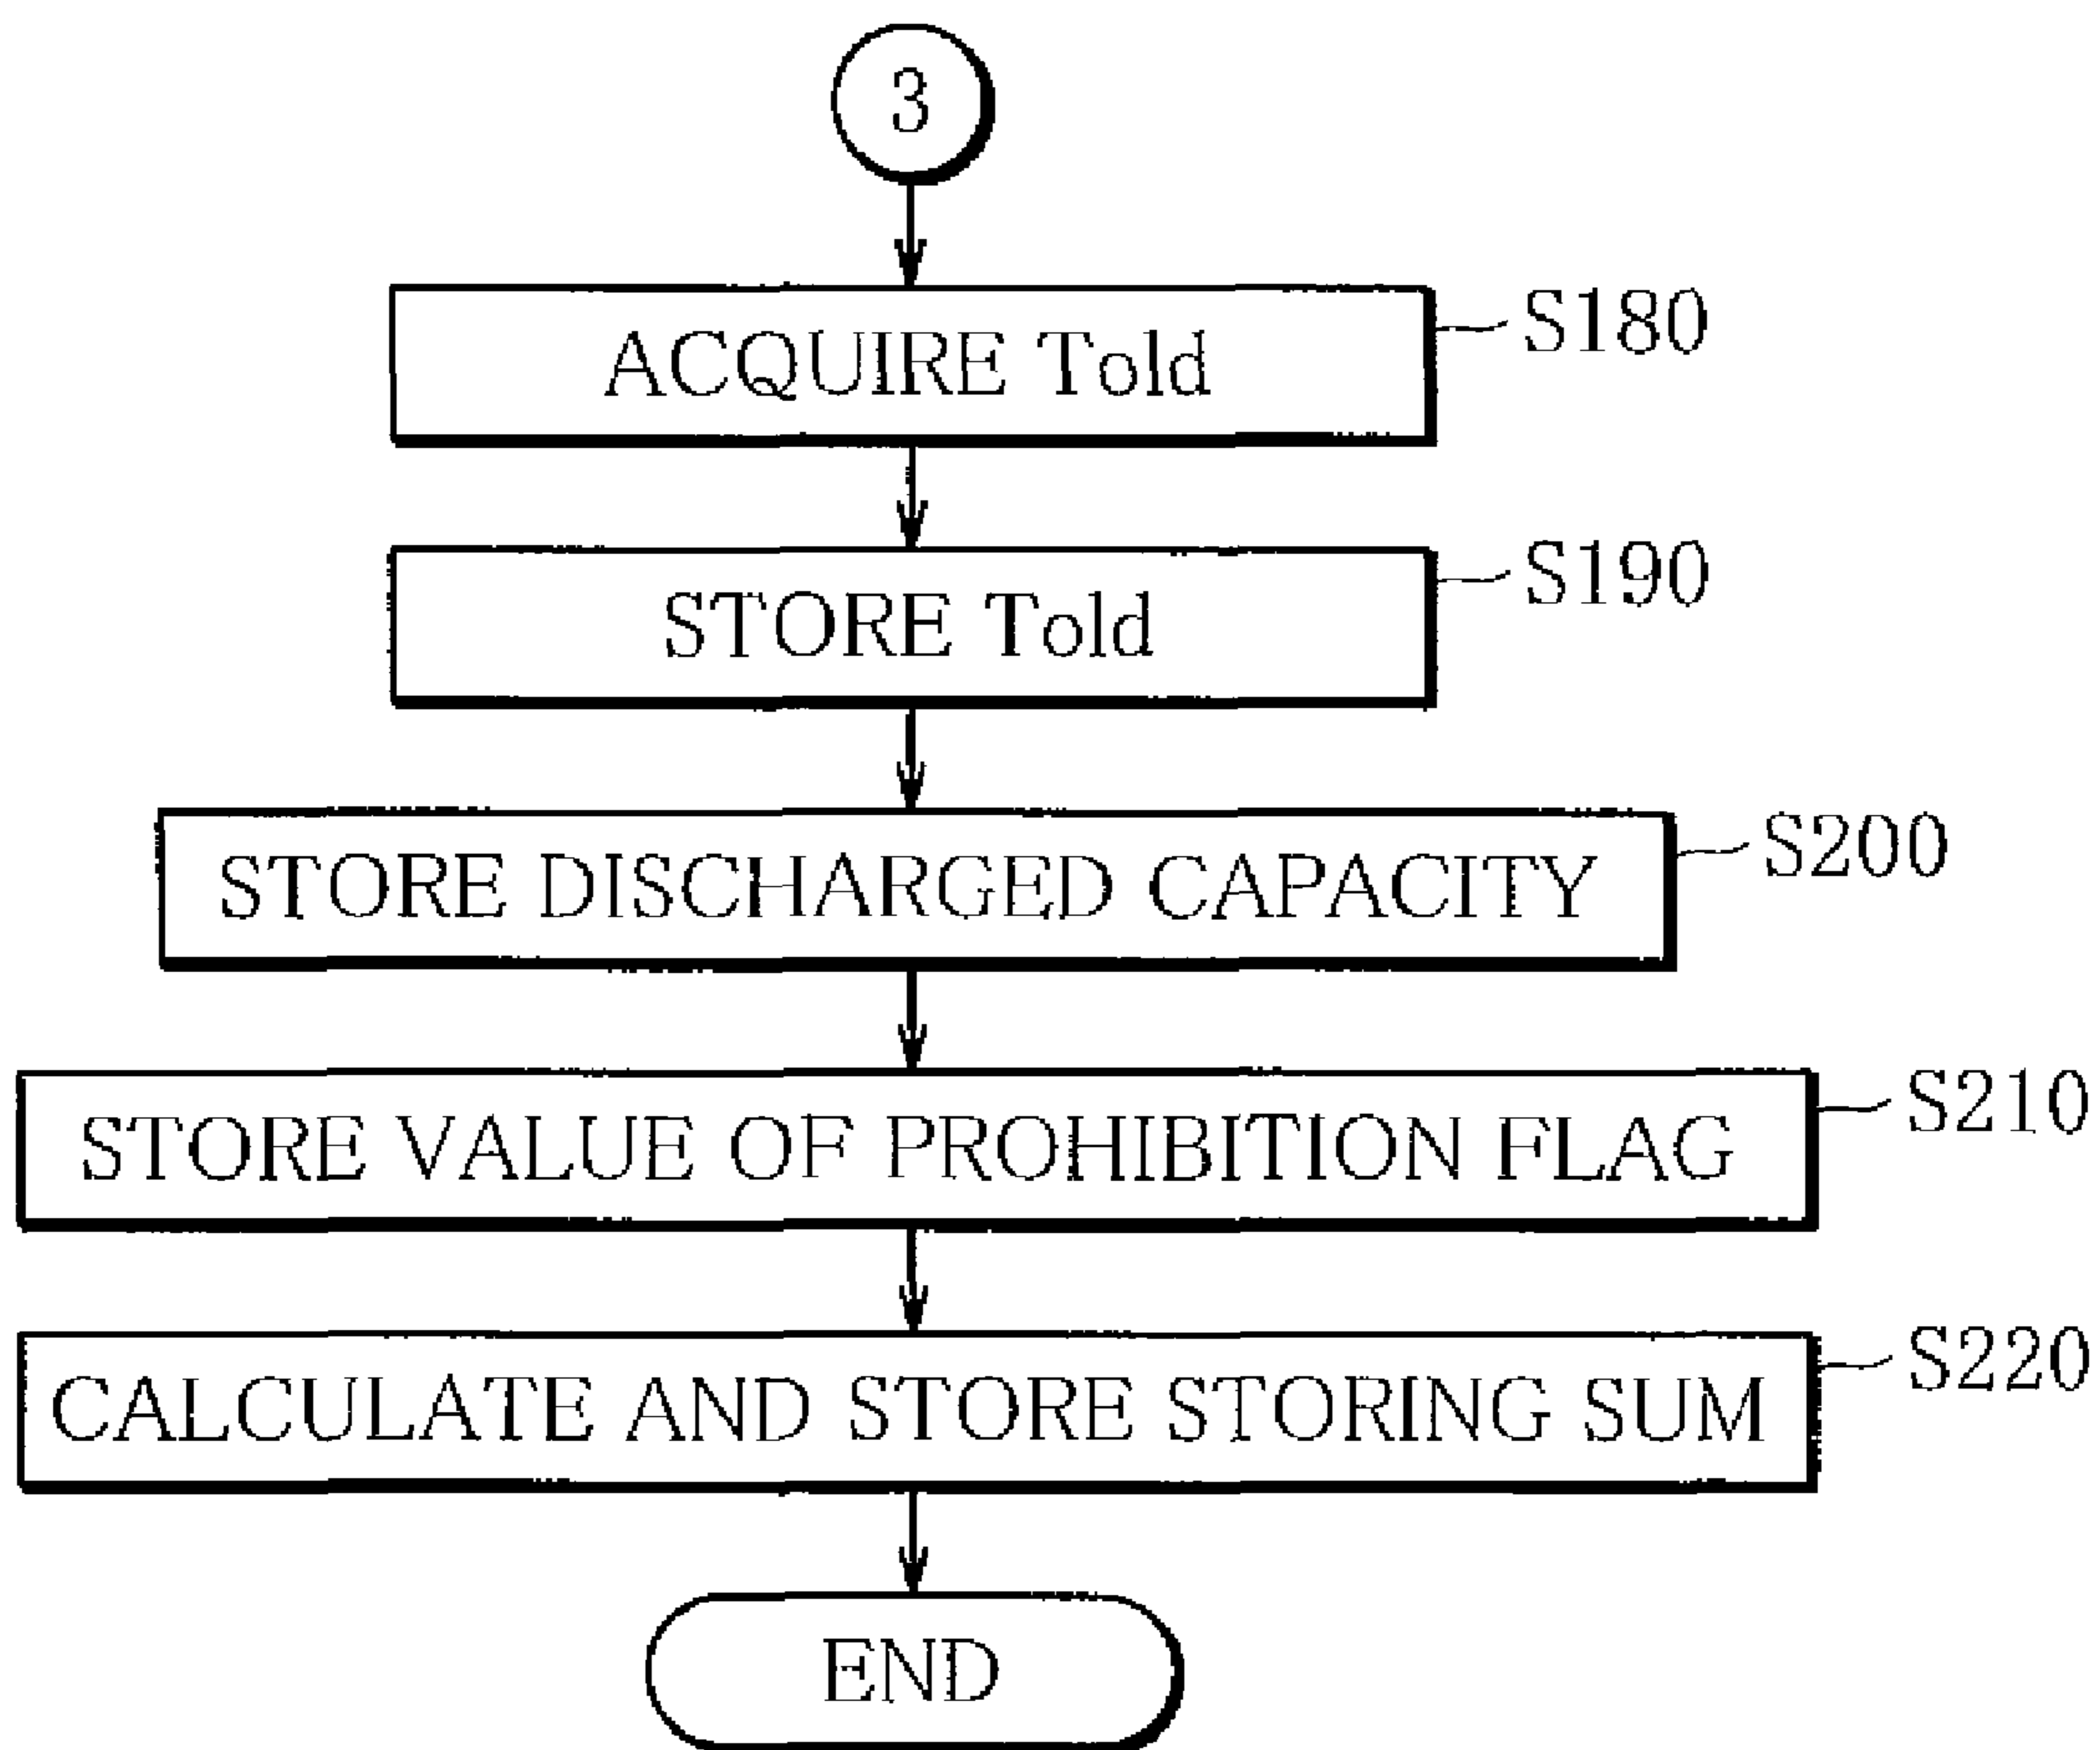 3
ACQUIRE Told
S180
STORE Told
S190
STORE DISCHARGED CAPACITY
S200
STORE VALUE OF PROHIBITION FLAG
S210
CALCULATE AND STORE STORING SUM
S220
END